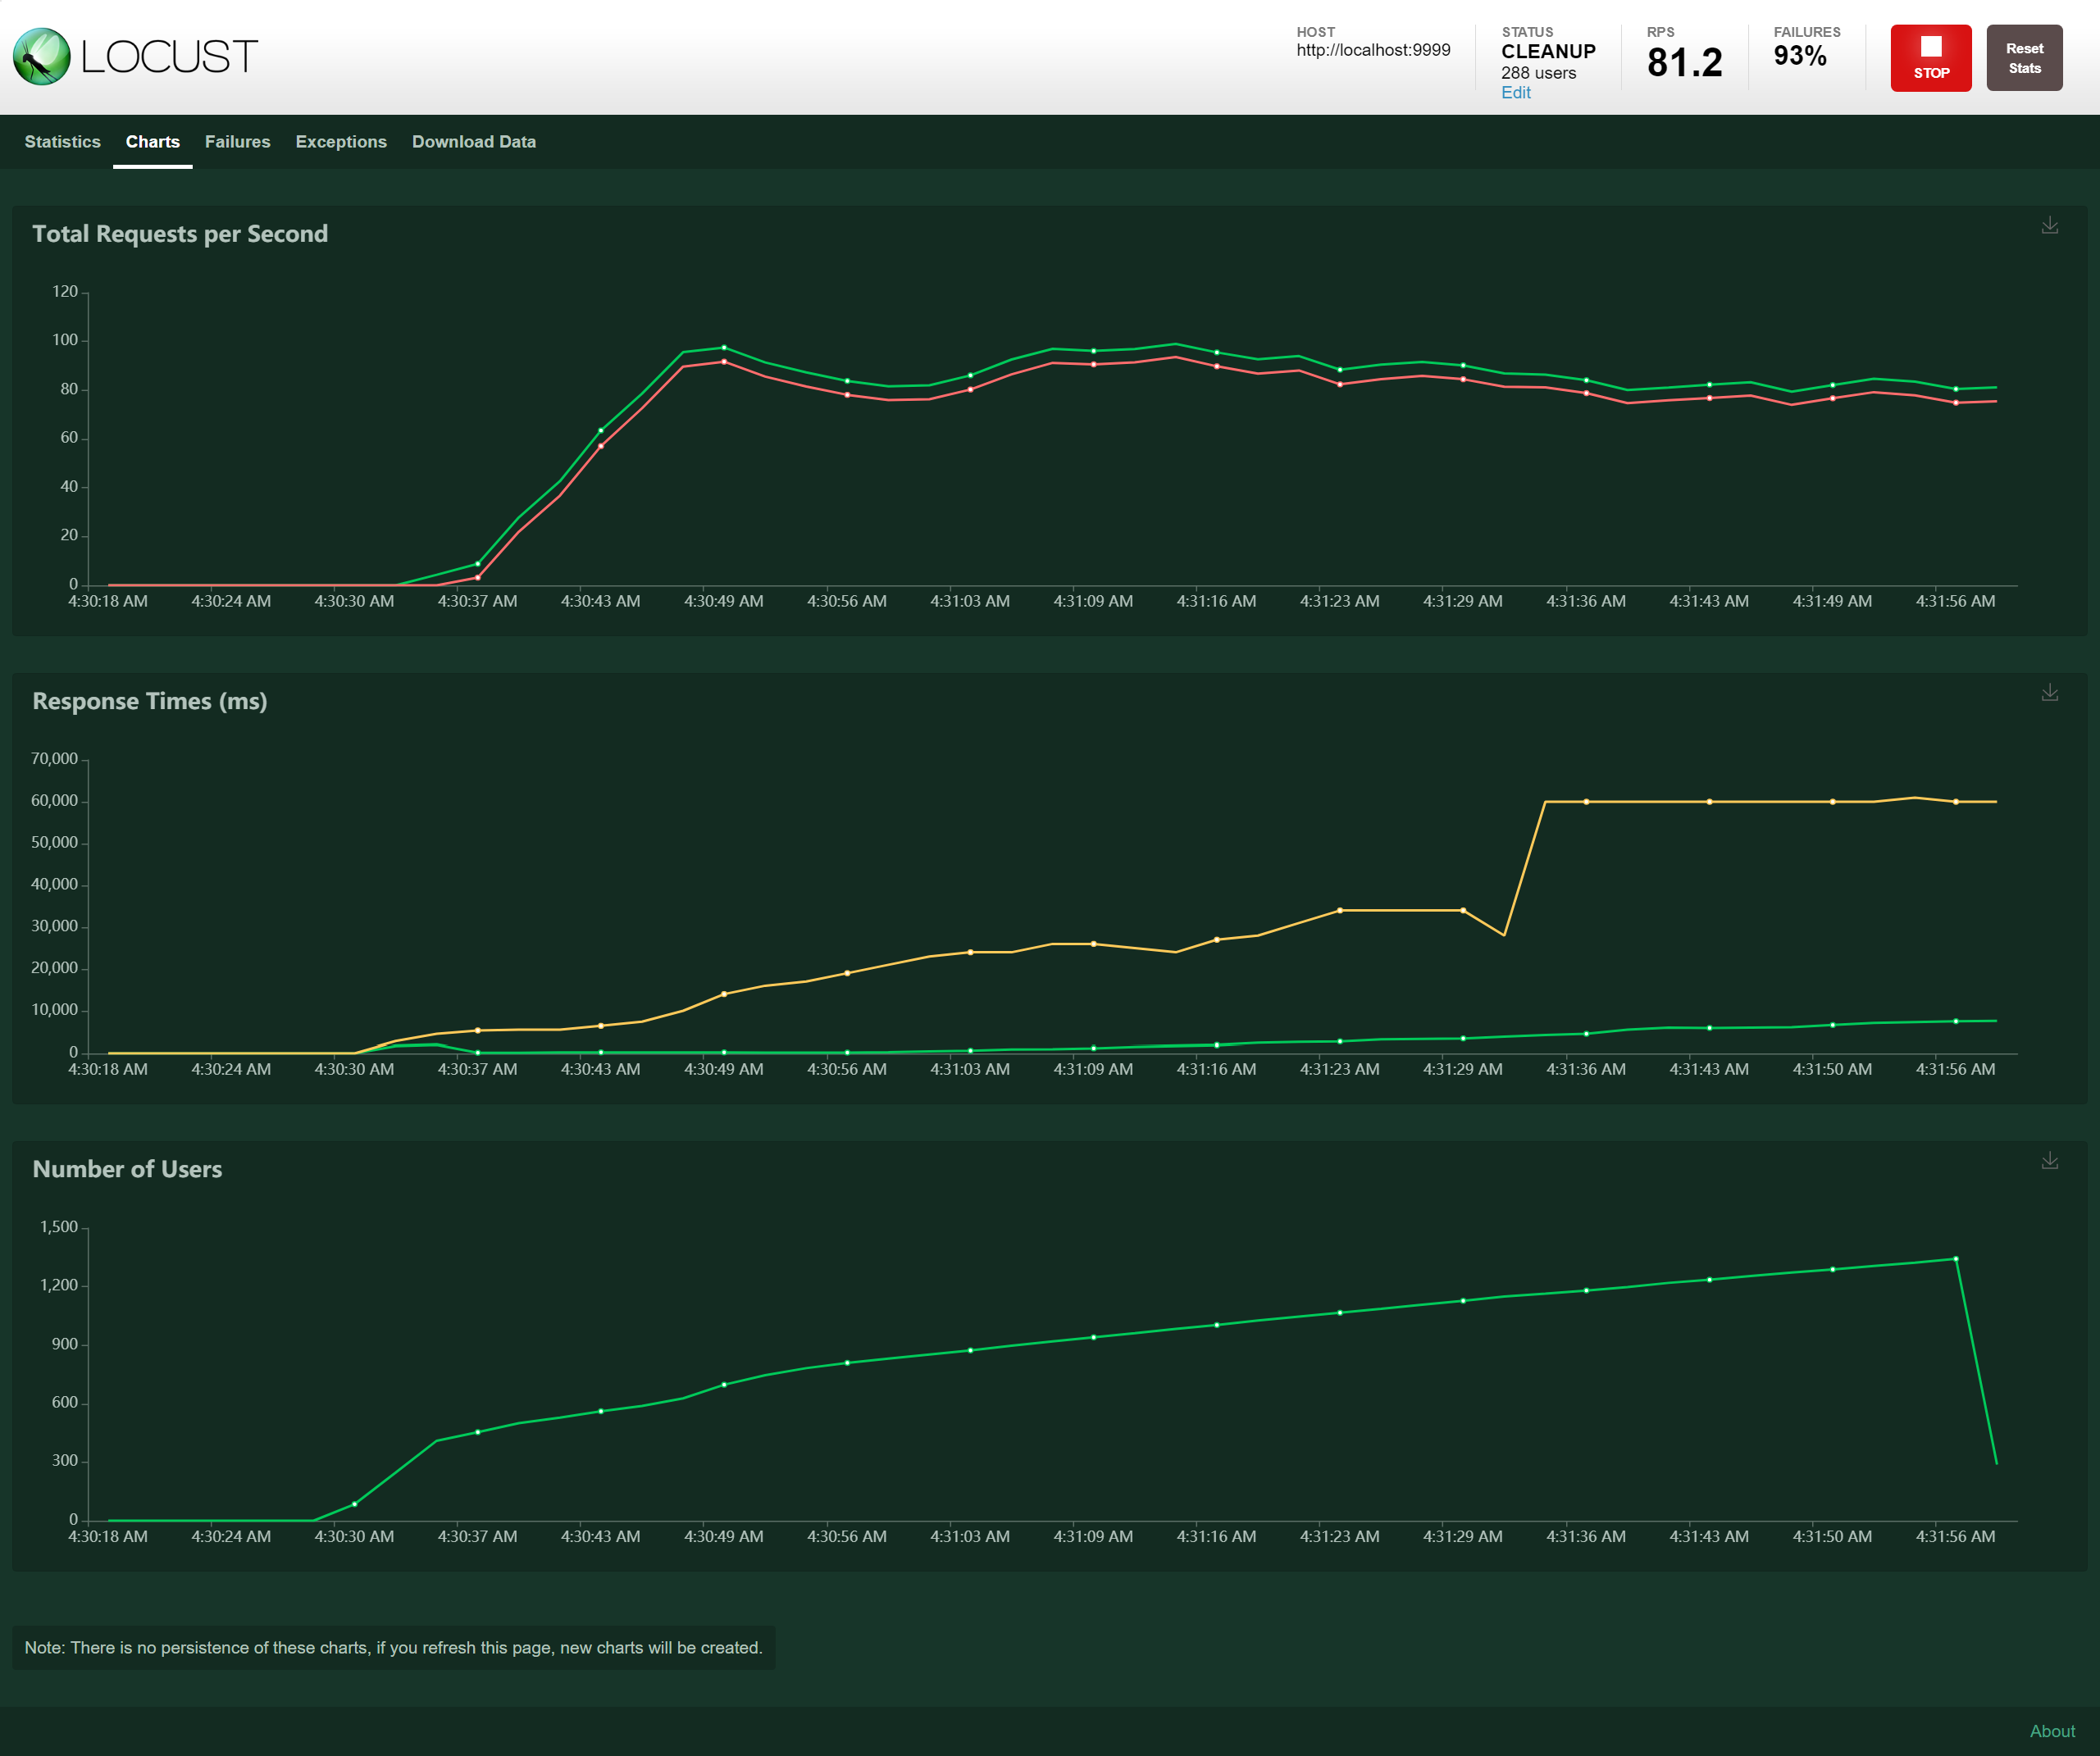 LOCUST
HOST
http://localhost:9999
STATUS
CLEANUP
288 users
Edit
RPS
81.2
FAILURES
93%
STOP
Reset
Stats
Statistics Charts Failures Exceptions Download Data
Total Requests per Second
120
100
80
60
40
20
0
4:30:18 AM 4:30:24 AM 4:30:30 AM 4:30:37 AM 4:30:43 AM 4:30:49 AM 4:30:56 AM 4:31:03 AM 4:31:09 AM 4:31:16 AM 4:31:23 AM 4:31:29 AM 4:31:36 AM 4:31:43 AM 4:31:49 AM 4:31:56 AM
Response Times (ms)
70,000
60,000
50,000
40,000
30,000
20,000
10,000
0
4:30:18 AM 4:30:24 AM 4:30:30 AM 4:30:37 AM 4:30:43 AM 4:30:49 AM 4:30:56 AM 4:31:03 AM 4:31:09 AM 4:31:16 AM 4:31:23 AM 4:31:29 AM 4:31:36 AM 4:31:43 AM 4:31:50 AM 4:31:56 AM
Number of Users
1,500
1,200
900
600
300
0
4:30:18 AM 4:30:24 AM 4:30:30 AM 4:30:37 AM 4:30:43 AM 4:30:49 AM 4:30:56 AM 4:31:03 AM 4:31:09 AM 4:31:16 AM 4:31:23 AM 4:31:29 AM 4:31:36 AM 4:31:43 AM 4:31:50 AM 4:31:56 AM
Note: There is no persistence of these charts, if you refresh this page, new charts will be created.
About